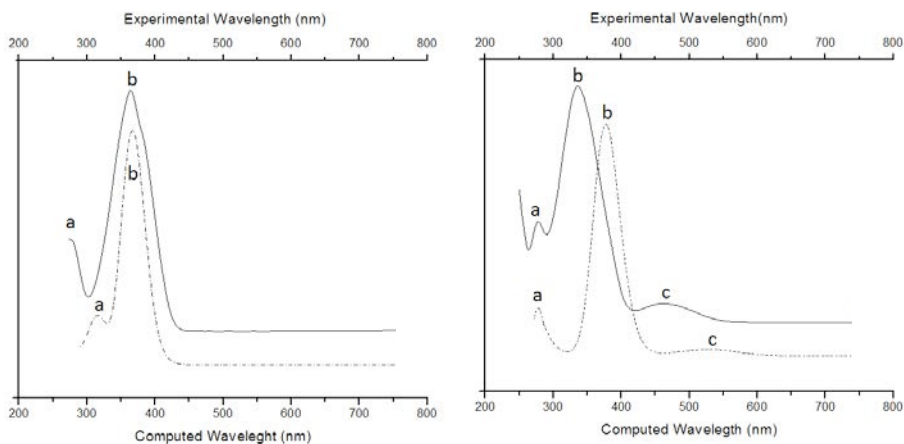 Experimental Wavelength (nm)
200 300 400 500 600 700 800
b
b
a
a
200 300 400 500 600 700 800
Computed Waveleght (nm)
Experimental Wavelength(nm)
200 300 400 500 600 700 800
b
b
a
c
a
c
200 300 400 500 600 700 800
Computed Wavelegth (nm)